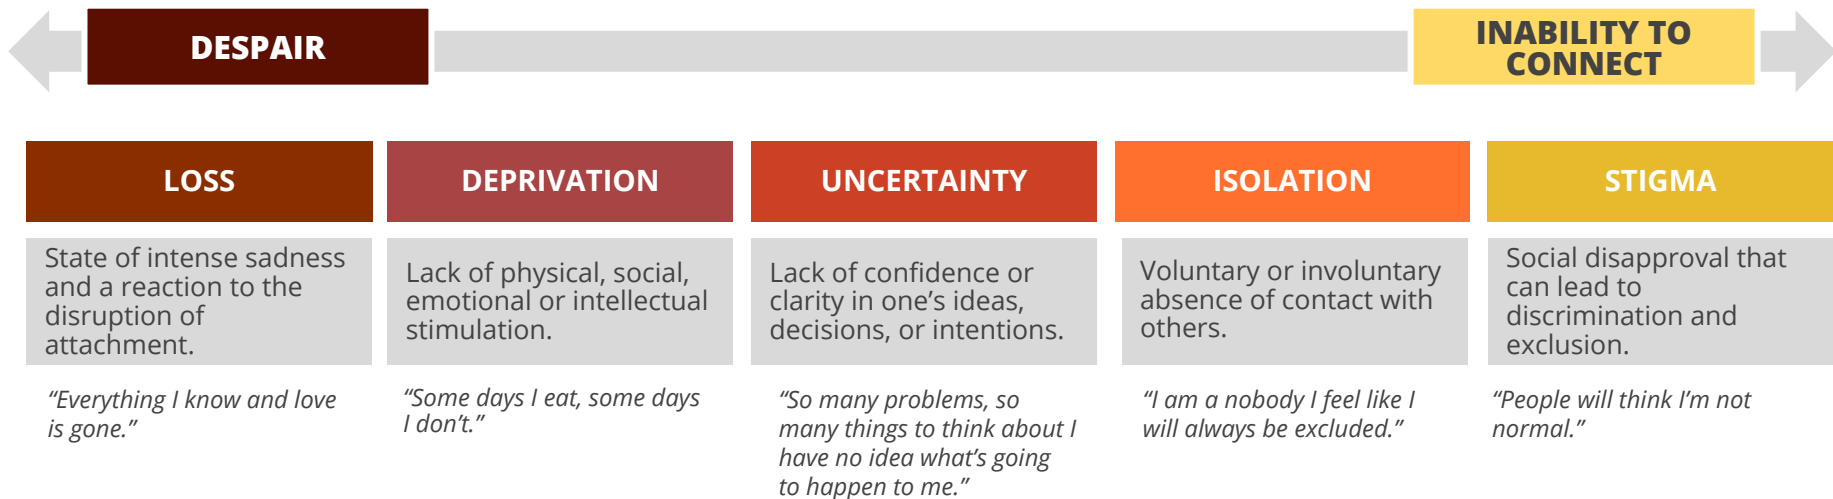 DESPAIR
INABILITY TO
CONNECT
LOSS
DEPRIVATION
UNCERTAINTY
ISOLATION
STIGMA
State of intense sadness
and a reaction to the
disruption of
attachment.
Lack of physical, social,
emotional or intellectual
stimulation.
Lack of confidence or
clarity in one’s ideas,
decisions, or intentions.
Voluntary or involuntary
absence of contact with
others.
Social disapproval that
can lead to
discrimination and
exclusion.
“Everything I know and love
is gone.”
“Some days I eat, some days
I don’t.”
“So many problems, so
many things to think about I
have no idea what’s going
to happen to me.”
“I am a nobody I feel like I
will always be excluded.”
“People will think I’m not
normal.”